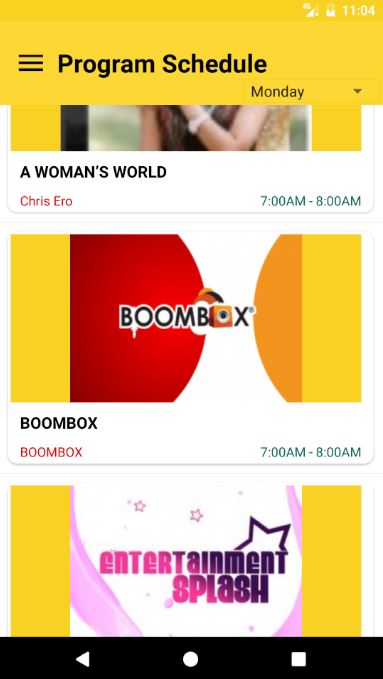 4G 11:04
Program Schedule
Monday
A WOMAN'S WORLD
Chris Ero 7:00AM - 8:00AM
BOOMBOX®
BOOMBOX
BOOMBOX 7:00AM - 8:00AM
ENTERTAINMENT
SPLASH